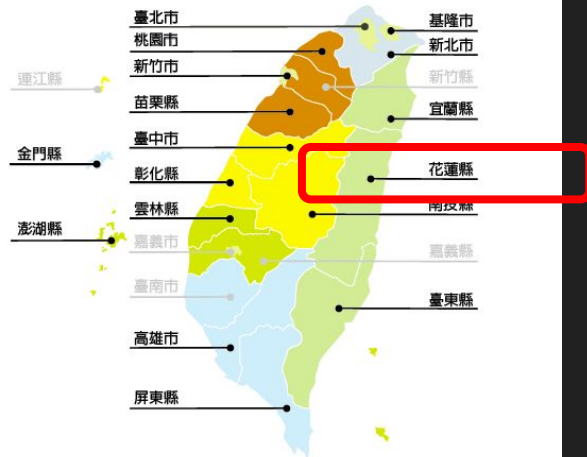 臺北市
桃園市
新竹市
連江縣
苗栗縣
臺中市
金門縣
彰化縣
雲林縣
澎湖縣
嘉義市
臺南市
高雄市
屏東縣
基隆市
新北市
新竹縣
宜蘭縣
花蓮縣
南投縣
嘉義縣
臺東縣